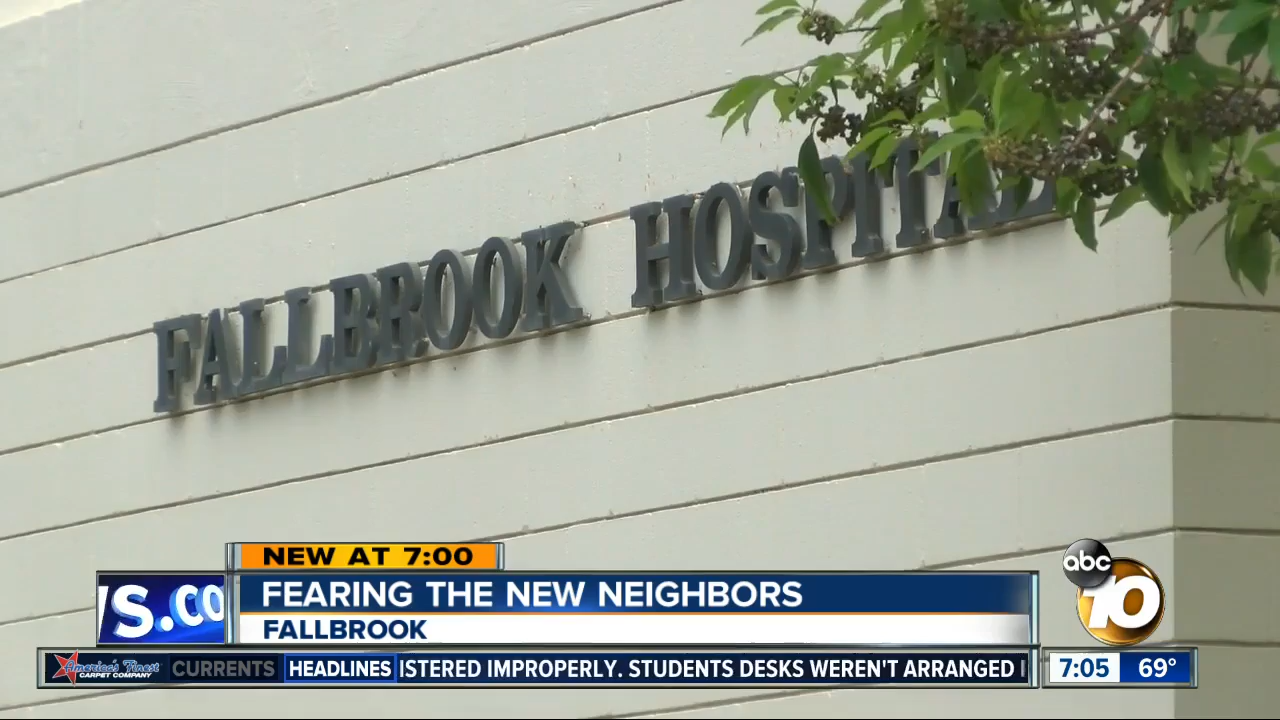 FALLBROOK HOSPITAL
NEW AT 7:00
'S.CO
FEARING THE NEW NEIGHBORS
FALLBROOK
abc
10
America's Finest
CARPET COMPANY
CURRENTS
HEADLINES
ISTERED IMPROPERLY. STUDENTS DESKS WEREN'T ARRANGED I
7:05
69°